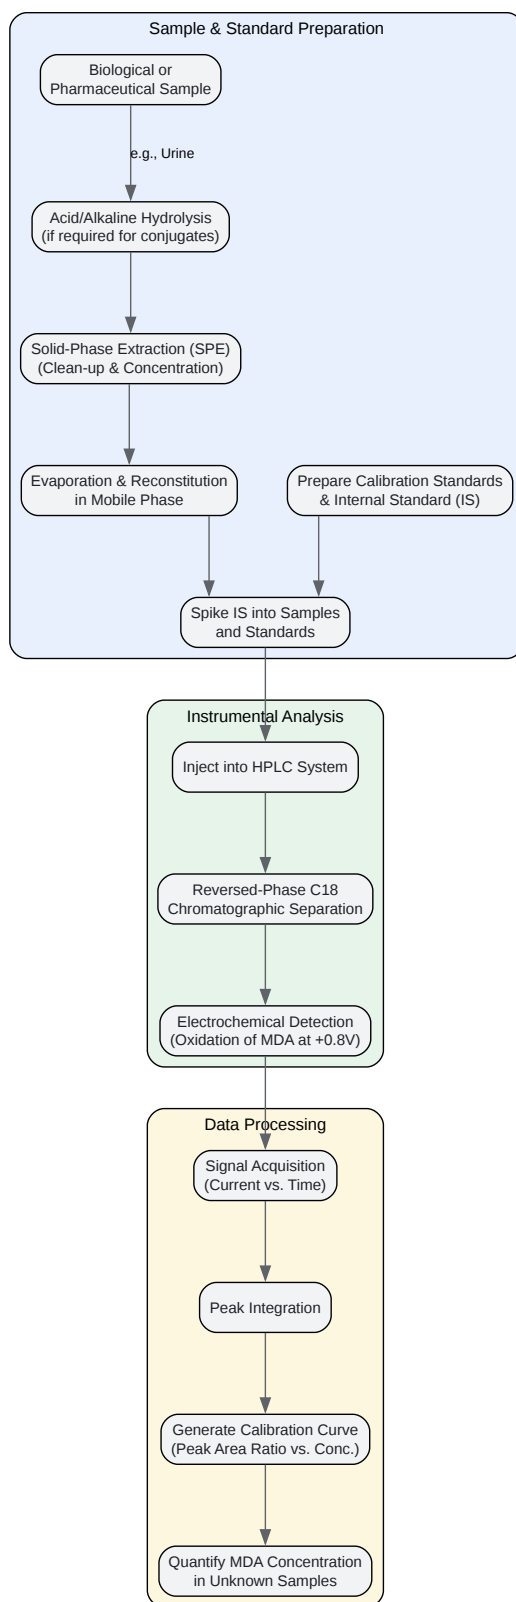 Sample & Standard Preparation
Biological or
Pharmaceutical Sample
e.g., Urine
Acid/Alkaline Hydrolysis
(if required for conjugates)
Solid-Phase Extraction (SPE)
(Clean-up & Concentration)
Evaporation & Reconstitution
in Mobile Phase
Prepare Calibration Standards
& Internal Standard (IS)
Spike IS into Samples
and Standards
Instrumental Analysis
Inject into HPLC System
Reversed-Phase C18
Chromatographic Separation
Electrochemical Detection
(Oxidation of MDA at +0.8V)
Data Processing
Signal Acquisition
(Current vs. Time)
Peak Integration
Generate Calibration Curve
(Peak Area Ratio vs. Conc.)
Quantify MDA Concentration
in Unknown Samples